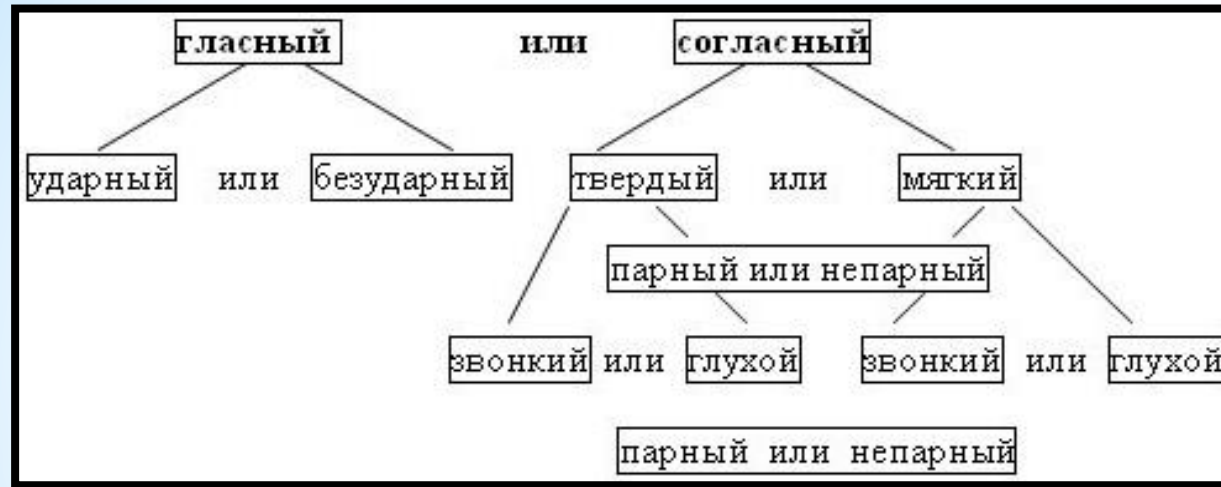 гласный или согласный
ударный или безударный твердый или мягкий
парный или непарный
звонкий или глухой звонкий или глухой
парный или непарный